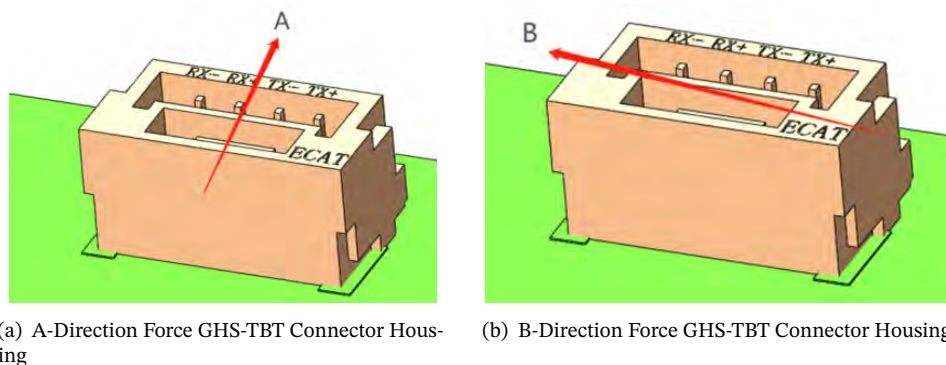 A
RX- RX+ TX- TX+
ECAT
B
RX- RX+ TX- TX+
ECAT
(a) A-Direction Force GHS-TBT Connector Hous-
ing
(b) B-Direction Force GHS-TBT Connector Housing